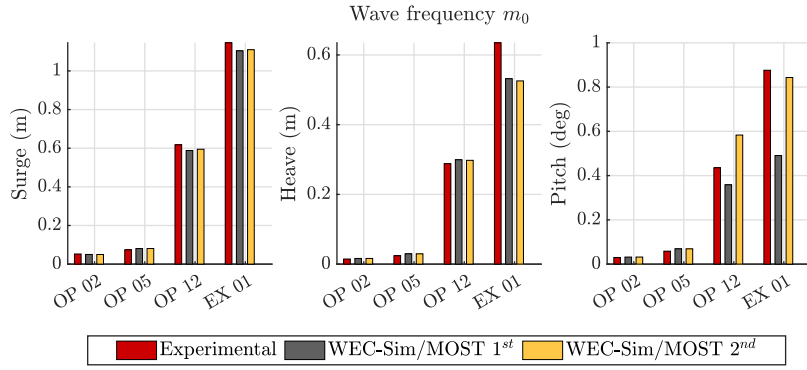 Wave frequency m₀
Surge (m)
1
0.8
0.6
0.4
0.2
0
OP 02
OP 05
OP 12
EX 01
Heave (m)
0.6
0.4
0.2
0
OP 02
OP 05
OP 12
EX 01
Pitch (deg)
1
0.8
0.6
0.4
0.2
0
OP 02
OP 05
OP 12
EX 01
Experimental WEC-Sim/MOST 1ˢᵗ WEC-Sim/MOST 2ⁿᵈ